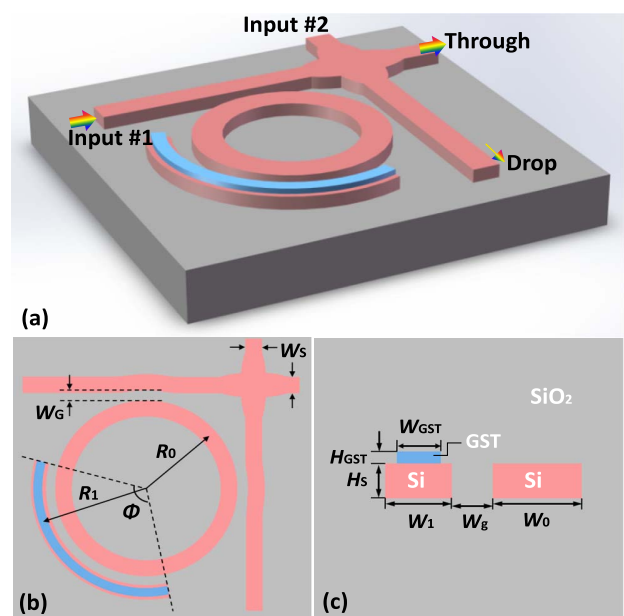 Input #2
Through
Input #1
Drop
(a)
WS
WG
R0
R1
Φ
(b)
SiO2
WGST
GST
HGST
HS
Si
Si
W1
Wg
W0
(c)